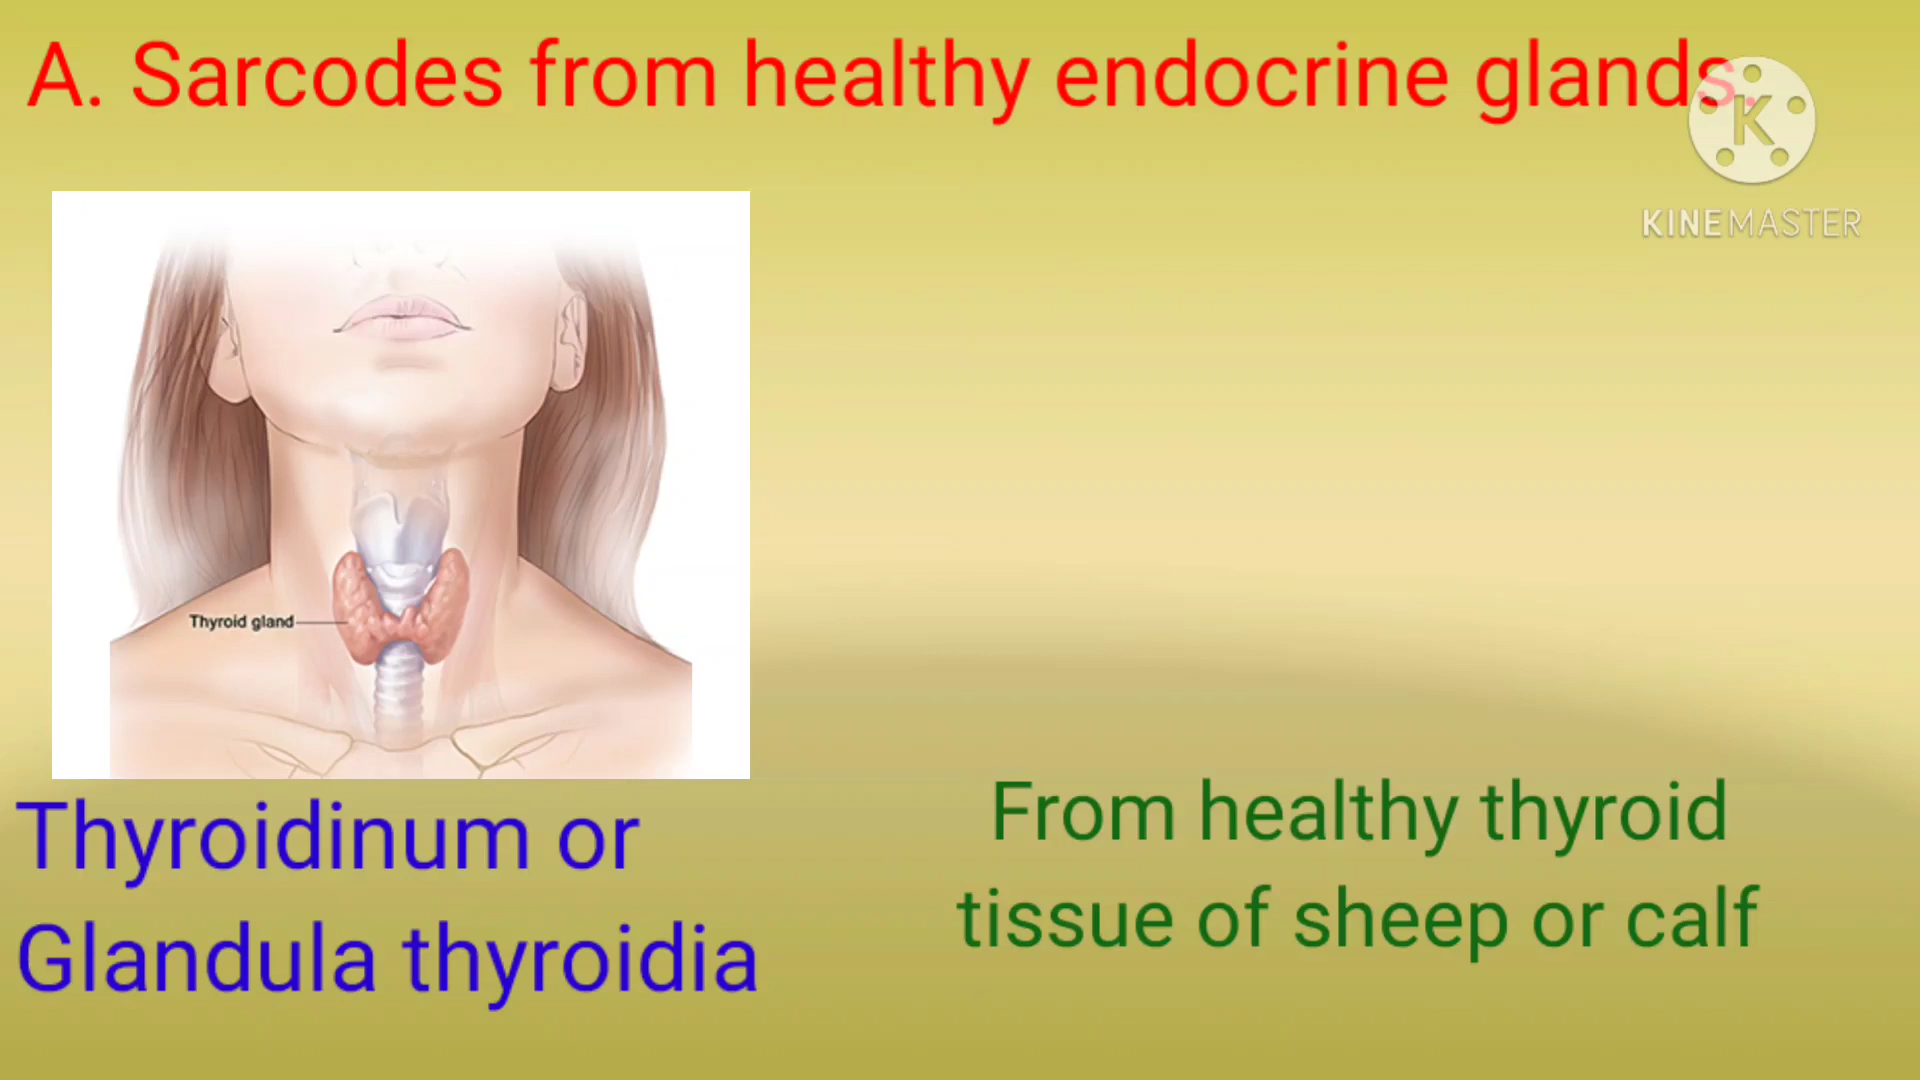 A. Sarcodes from healthy endocrine glands.
KINEMASTER
Thyroid gland
Thyroidinum or
Glandula thyroidia
From healthy thyroid
tissue of sheep or calf